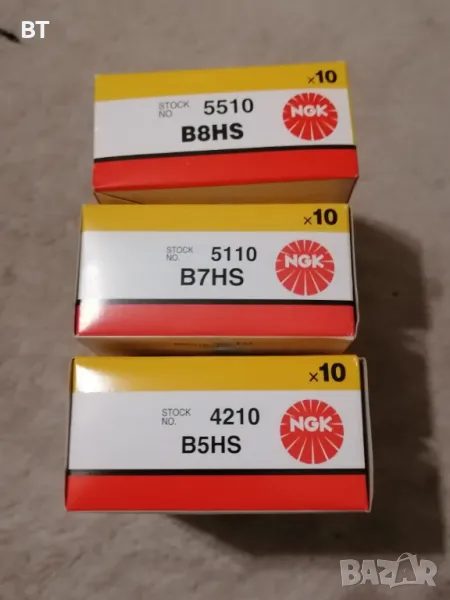 BT
x10
STOCK NO. 5510
NGK
B8HS
x10
STOCK NO. 5110
NGK
B7HS
x10
STOCK NO. 4210
NGK
B5HS
BAZAR